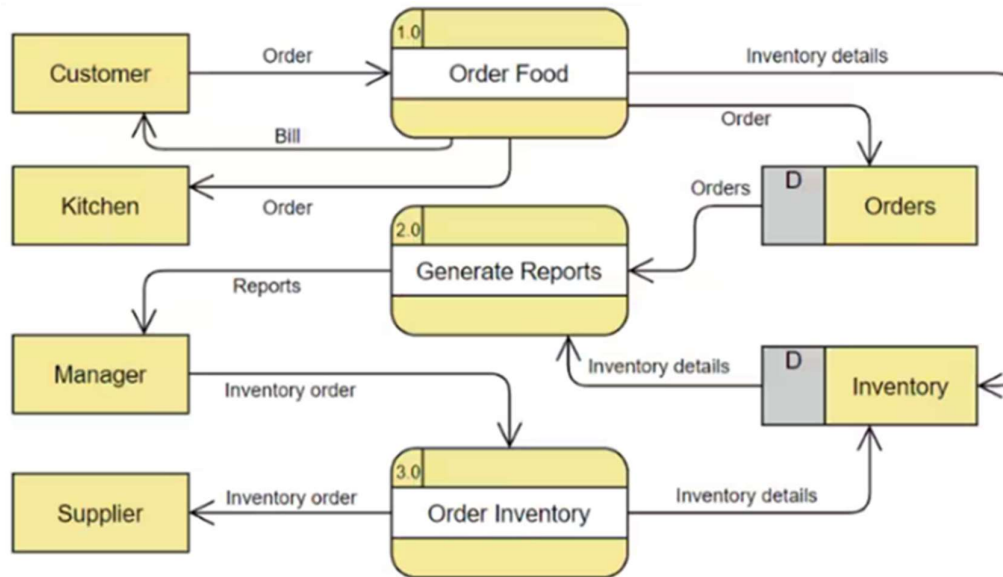 1.0
Customer
Order
Order Food
Inventory details
Order
Bill
Kitchen
Order
D
Orders
Orders
2.0
Generate Reports
Reports
Manager
Inventory order
Inventory details
D
Inventory
3.0
Supplier
Inventory order
Order Inventory
Inventory details